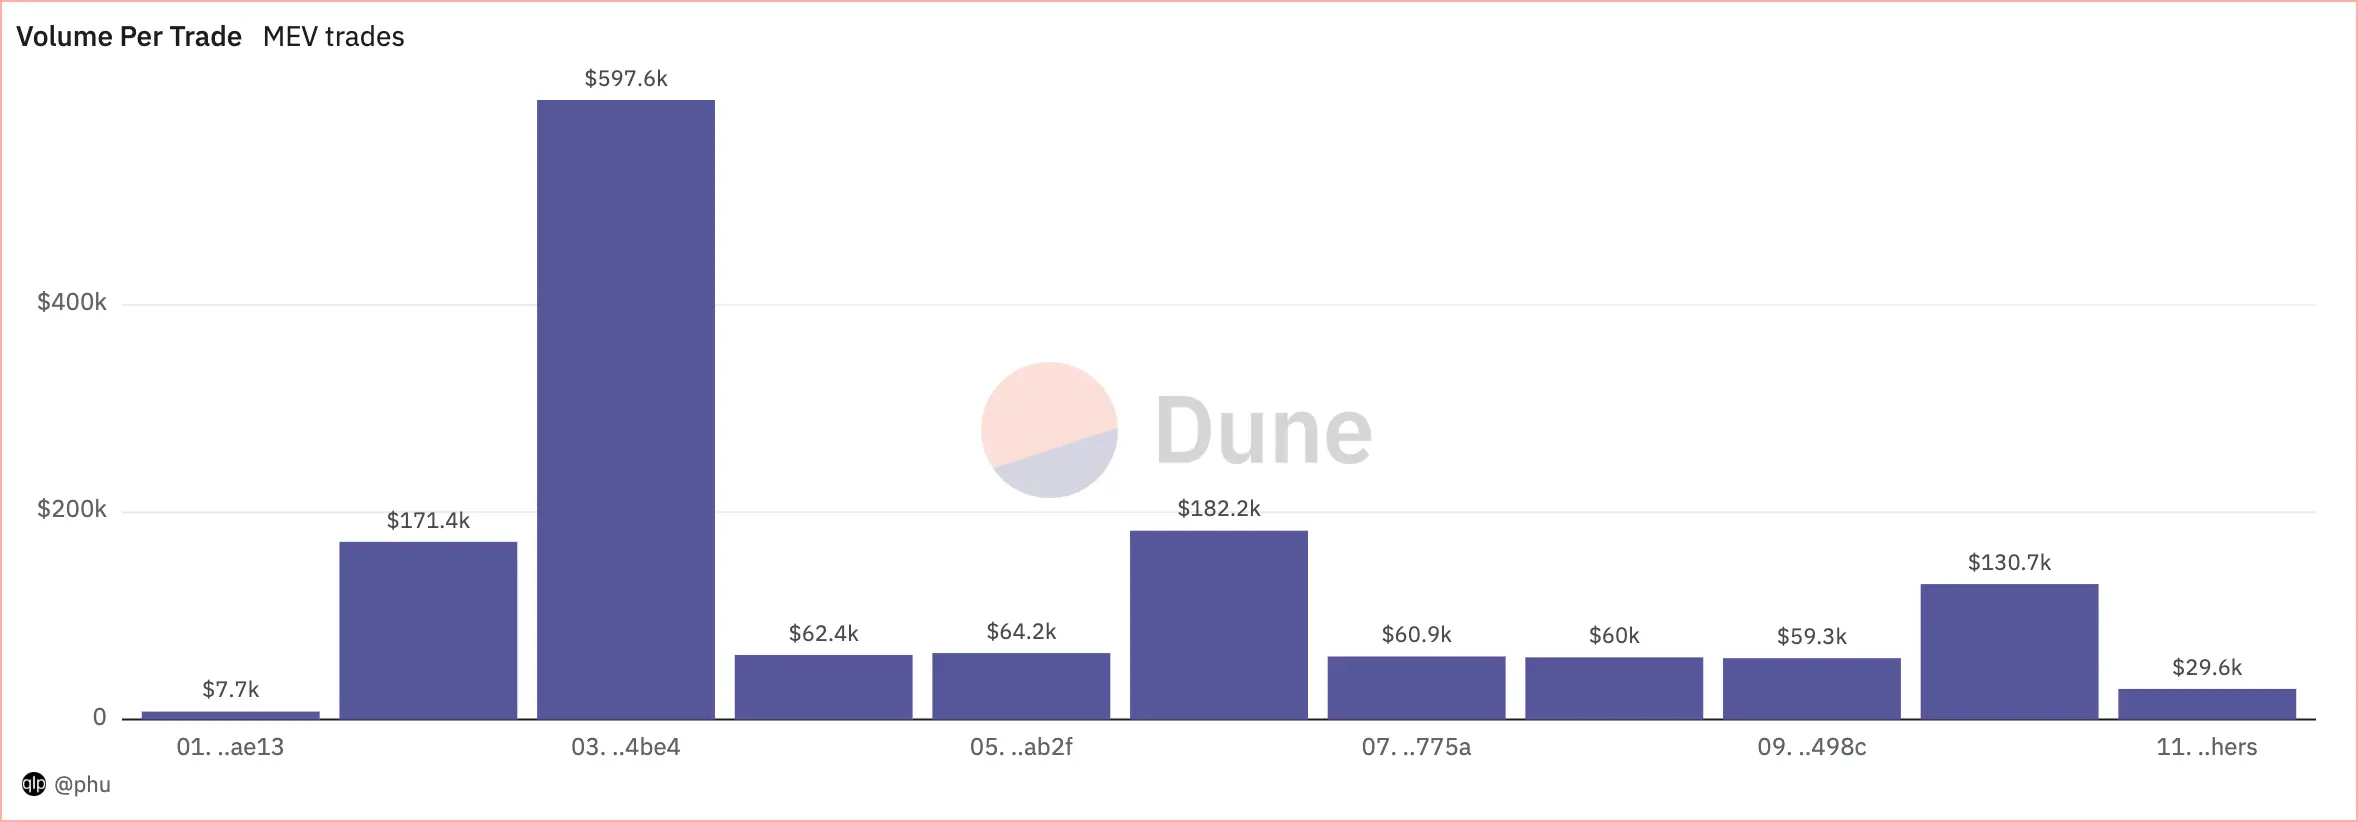 Volume Per Trade MEV trades
$597.6k
$400k
$200k
$171.4k
$182.2k
$130.7k
$62.4k
$64.2k
$60.9k
$60k
$59.3k
$29.6k
$7.7k
0
01. ..ae13
03. ..4be4
05. ..ab2f
07. ..775a
09. ..498c
11. ..hers
Dune
qlp @phu